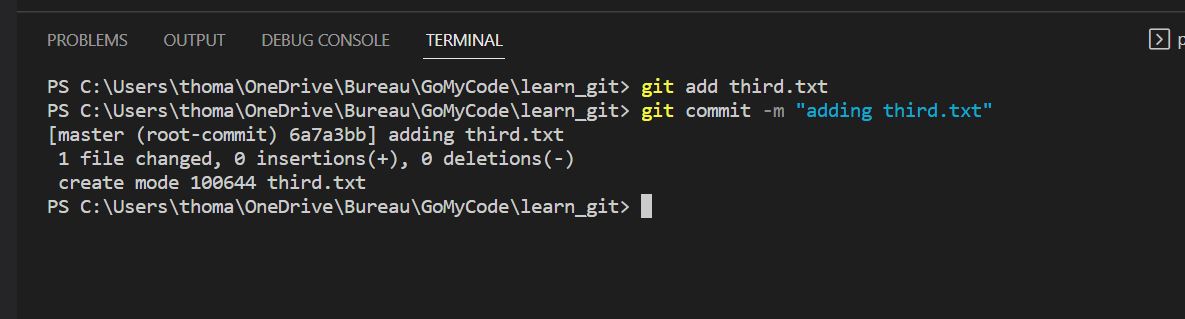 PROBLEMS OUTPUT DEBUG CONSOLE TERMINAL
PS C:\Users\thoma\OneDrive\Bureau\GoMyCode\learn_git> git add third.txt
PS C:\Users\thoma\OneDrive\Bureau\GoMyCode\learn_git> git commit -m "adding third.txt"
[master (root-commit) 6a7a3bb] adding third.txt
 1 file changed, 0 insertions(+), 0 deletions(-)
 create mode 100644 third.txt
PS C:\Users\thoma\OneDrive\Bureau\GoMyCode\learn_git>